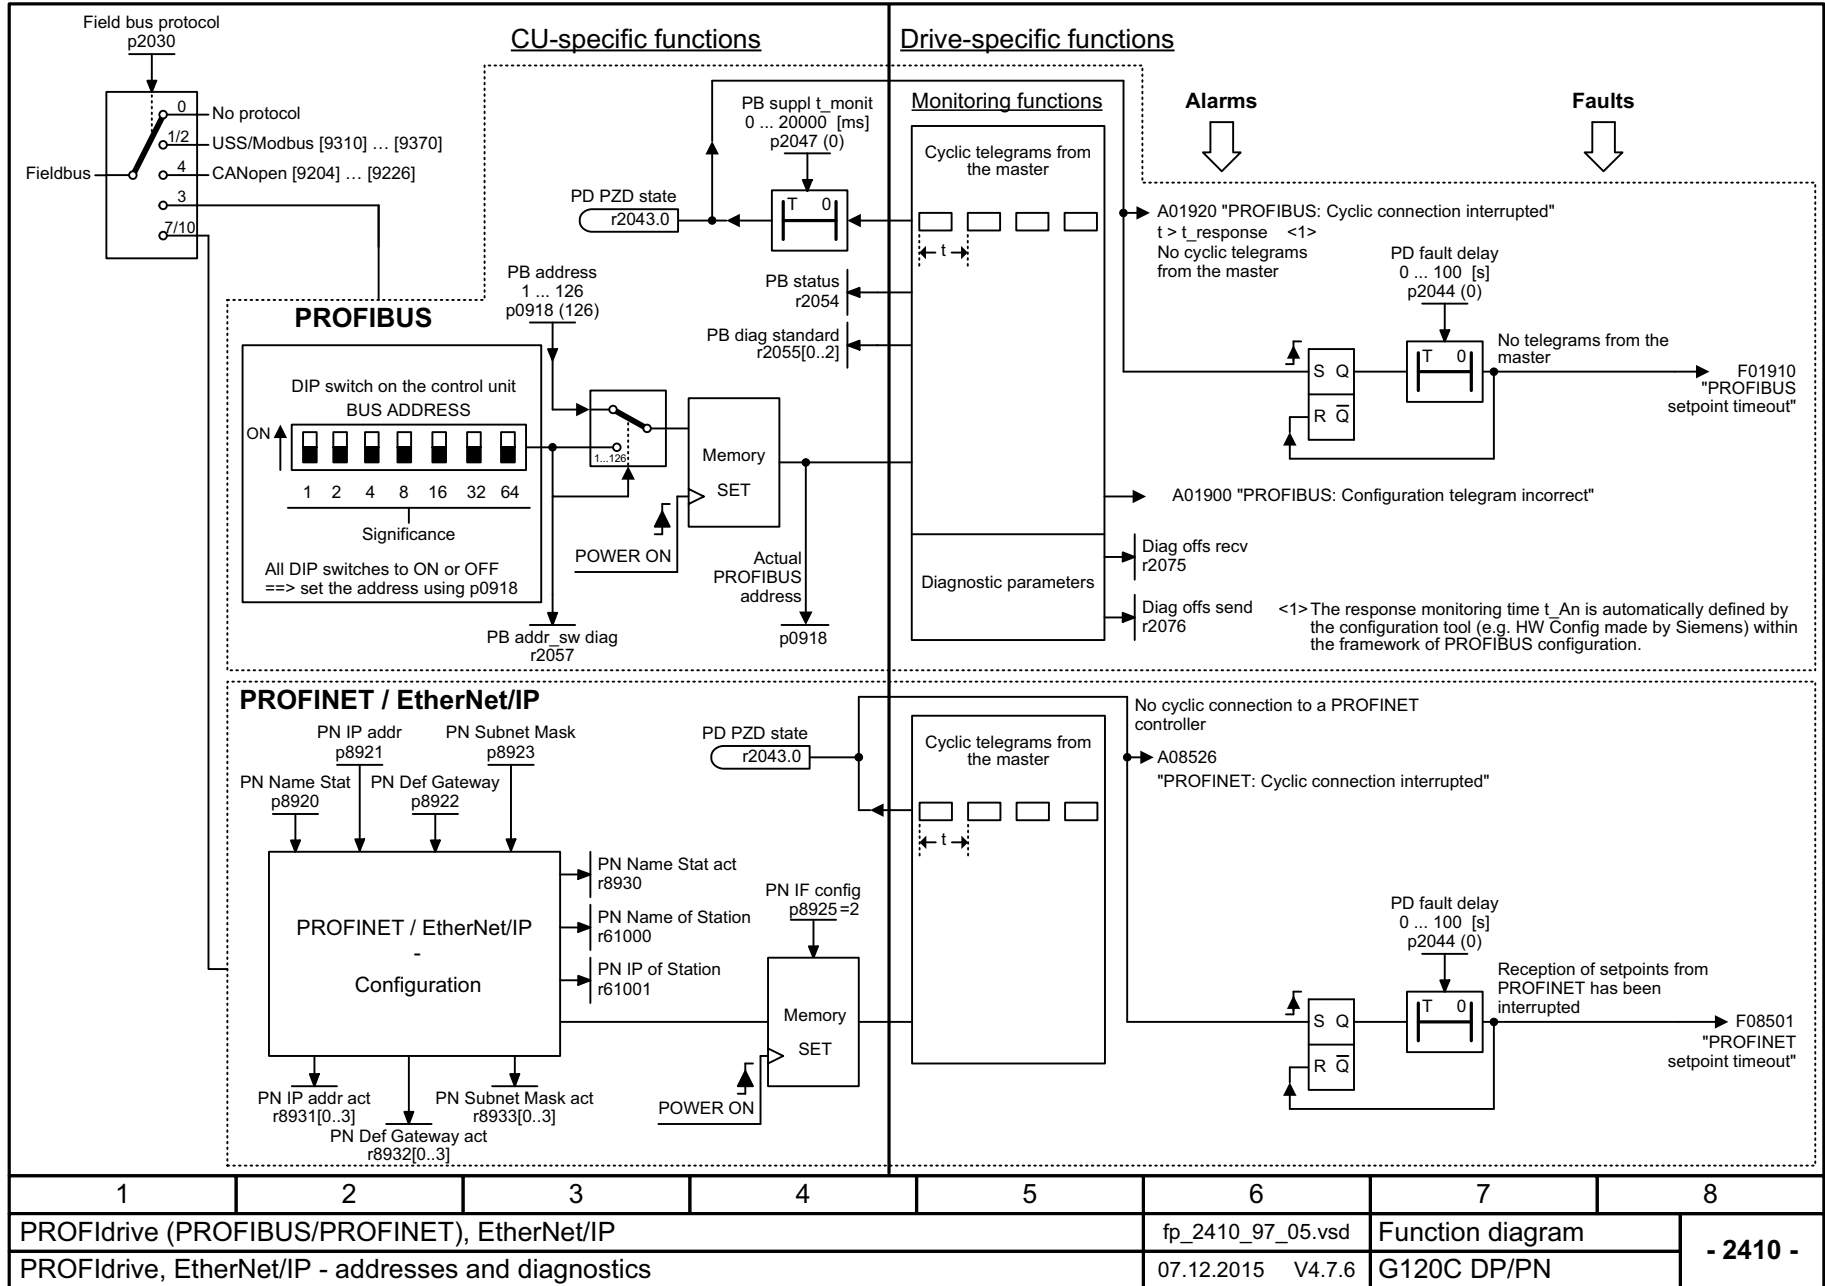 Field bus protocol
p2030
CU-specific functions
Drive-specific functions
0
No protocol
1/2
USS/Modbus [9310] … [9370]
Fieldbus
4
CANopen [9204] … [9226]
3
7/10
PB suppl t_monit
0 ... 20000 [ms]
p2047 (0)
T 0
PD PZD state
r2043.0
Monitoring functions
Cyclic telegrams from
the master
t
Alarms
Faults
A01920 "PROFIBUS: Cyclic connection interrupted"
t > t_response <1>
No cyclic telegrams
from the master
PD fault delay
0 ... 100 [s]
p2044 (0)
S Q
R Q
T 0
No telegrams from the
master
F01910
"PROFIBUS
setpoint timeout"
PB status
r2054
PB diag standard
r2055[0..2]
PROFIBUS
PB address
1 ... 126
p0918 (126)
DIP switch on the control unit
BUS ADDRESS
ON
1 2 4 8 16 32 64
Significance
All DIP switches to ON or OFF
==> set the address using p0918
1...126
Memory
SET
POWER ON
PB addr_sw diag
r2057
Actual
PROFIBUS
address
p0918
A01900 "PROFIBUS: Configuration telegram incorrect"
Diagnostic parameters
Diag offs recv
r2075
Diag offs send
r2076
<1> The response monitoring time t_An is automatically defined by
the configuration tool (e.g. HW Config made by Siemens) within
the framework of PROFIBUS configuration.
PROFINET / EtherNet/IP
PN IP addr
p8921
PN Subnet Mask
p8923
PN Name Stat
p8920
PN Def Gateway
p8922
PROFINET / EtherNet/IP
-
Configuration
PN Name Stat act
r8930
PN Name of Station
r61000
PN IP of Station
r61001
PN IP addr act
r8931[0..3]
PN Subnet Mask act
r8933[0..3]
PN Def Gateway act
r8932[0..3]
PD PZD state
r2043.0
PN IF config
p8925=2
Memory
SET
POWER ON
Cyclic telegrams from
the master
t
No cyclic connection to a PROFINET
controller
A08526
"PROFINET: Cyclic connection interrupted"
PD fault delay
0 ... 100 [s]
p2044 (0)
S Q
R Q
T 0
Reception of setpoints from
PROFINET has been
interrupted
F08501
"PROFINET
setpoint timeout"
1 2 3 4 5 6 7 8
PROFIdrive (PROFIBUS/PROFINET), EtherNet/IP
fp_2410_97_05.vsd
Function diagram
- 2410 -
PROFIdrive, EtherNet/IP - addresses and diagnostics
07.12.2015 V4.7.6
G120C DP/PN